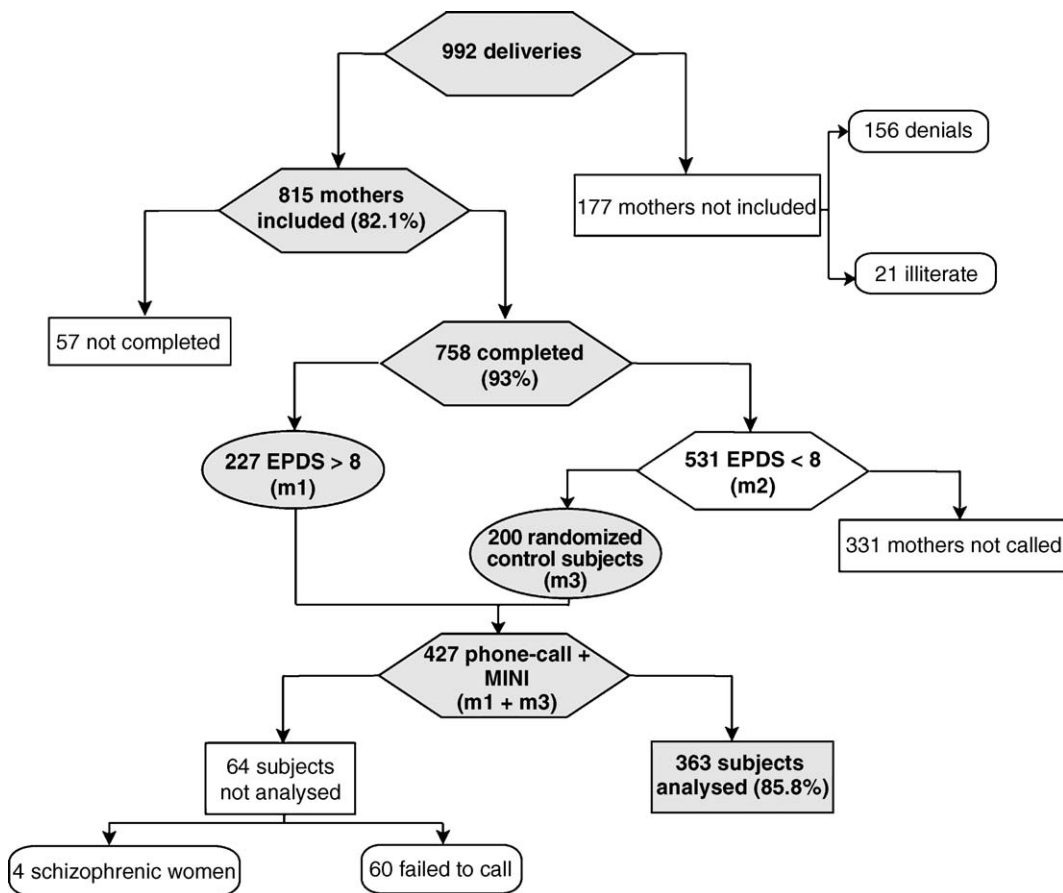 992 deliveries
156 denials
815 mothers
included (82.1%)
177 mothers not included
21 illiterate
57 not completed
758 completed
(93%)
227 EPDS > 8
(m1)
531 EPDS < 8
(m2)
200 randomized
control subjects
(m3)
331 mothers not called
427 phone-call +
MINI
(m1 + m3)
64 subjects
not analysed
363 subjects
analysed (85.8%)
4 schizophrenic women
60 failed to call